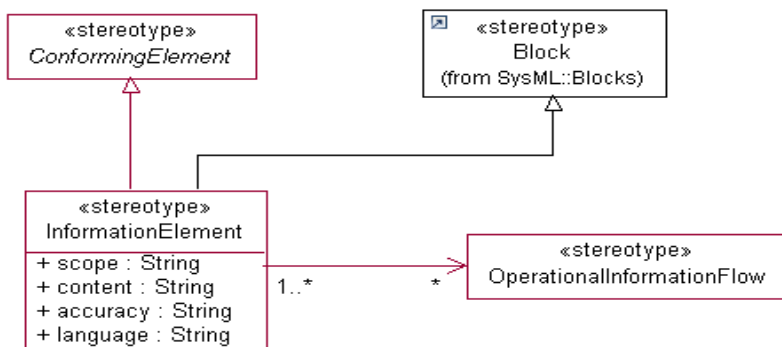 «stereotype»
ConformingElement
«stereotype»
Block
(from SysML::Blocks)
«stereotype»
InformationElement
+ scope : String
+ content : String
+ accuracy : String
+ language : String
1..*
*
«stereotype»
OperationalInformationFlow